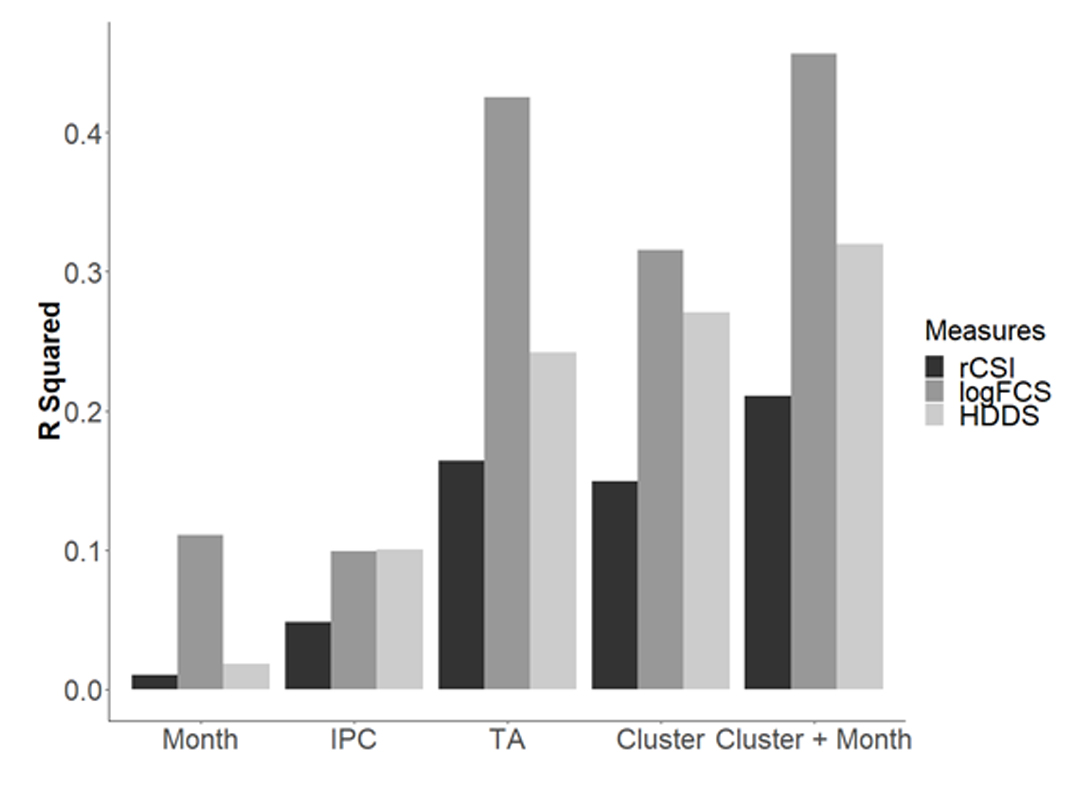 R Squared
0.4
0.3
0.2
0.1
0.0
Month IPC TA Cluster Cluster + Month
Measures
rCSI
logFCS
HDDS